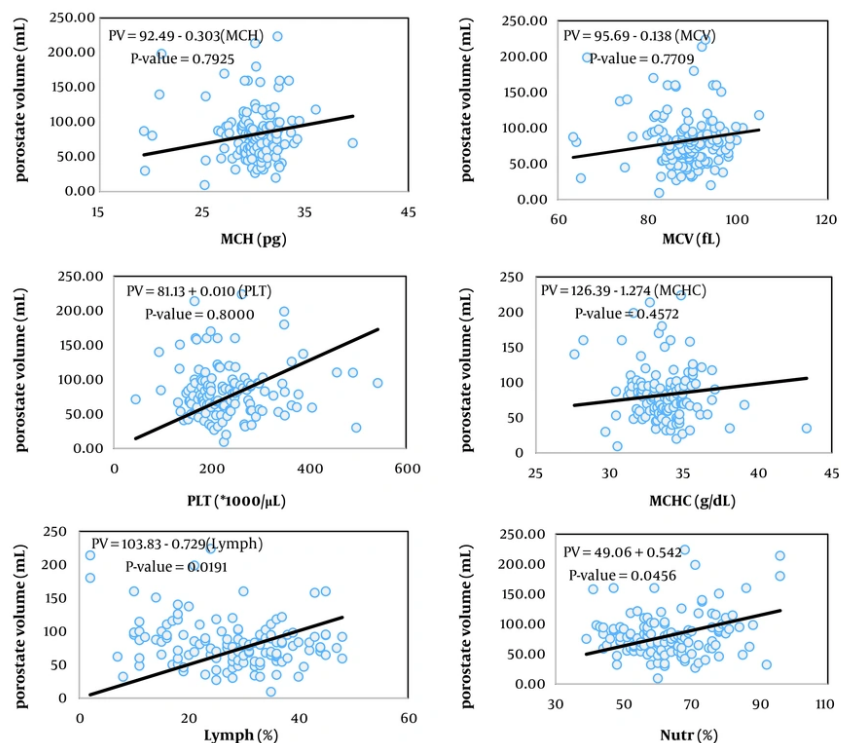 250.00
200.00
150.00
100.00
50.00
0.00
porostate volume (mL)
PV = 92.49 - 0.303(MCH)
P-value = 0.7925
15 25 35 45
MCH (pg)
250.00
200.00
150.00
100.00
50.00
0.00
porostate volume (mL)
PV = 95.69 - 0.138 (MCV)
P-value = 0.7709
60 80 100 120
MCV (fL)
250.00
200.00
150.00
100.00
50.00
0.00
porostate volume (mL)
PV = 81.13 + 0.010 (PLT)
P-value = 0.8000
0 200 400 600
PLT (*1000/µL)
250
200
150
100
50
0
porostate volume (mL)
PV = 126.39 - 1.274 (MCHC)
P-value = 0.4572
25 30 35 40 45
MCHC (g/dL)
250
200
150
100
50
0
porostate volume (mL)
PV = 103.83 - 0.729(Lymph)
P-value = 0.0191
0 20 40 60
Lymph (%)
250.00
200.00
150.00
100.00
50.00
0.00
porostate volume (mL)
PV = 49.06 + 0.542
P-value = 0.0456
30 50 70 90 110
Nutr (%)